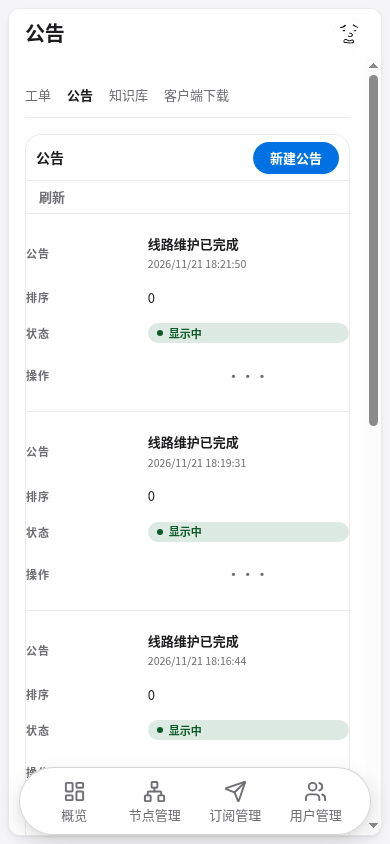 公告
工单 公告 知识库 客户端下载
公告 新建公告
刷新
公告 线路维护已完成
2026/11/21 18:21:50
排序 0
状态 显示中
操作
公告 线路维护已完成
2026/11/21 18:19:31
排序 0
状态 显示中
操作
公告 线路维护已完成
2026/11/21 18:16:44
排序 0
状态 显示中
概览 节点管理 订阅管理 用户管理